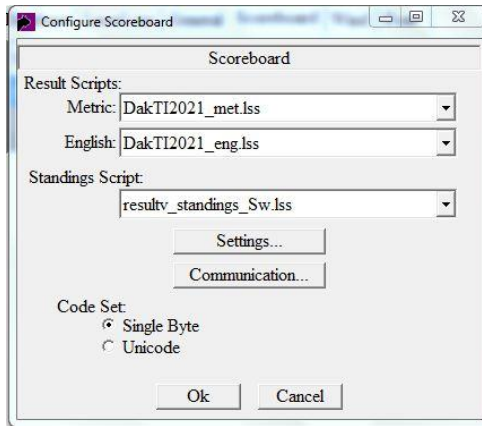 Configure Scoreboard
Scoreboard
Result Scripts:
Metric: DakTI2021_met.lss
English: DakTI2021_eng.lss
Standings Script:
resultv_standings_Sw.lss
Settings...
Communication...
Code Set:
Single Byte
Unicode
Ok Cancel